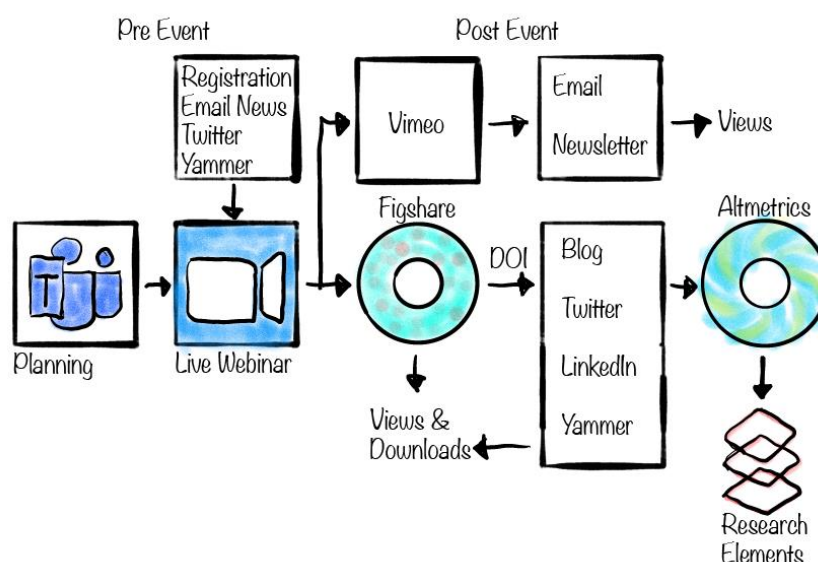 Pre Event
Post Event
Registration
Email News
Twitter
Yammer
Vimeo
Email
Newsletter
Views
Figshare
Altmetrics
T
DOI
Blog
Twitter
LinkedIn
Yammer
Planning
Live Webinar
Views &
Downloads
Research
Elements